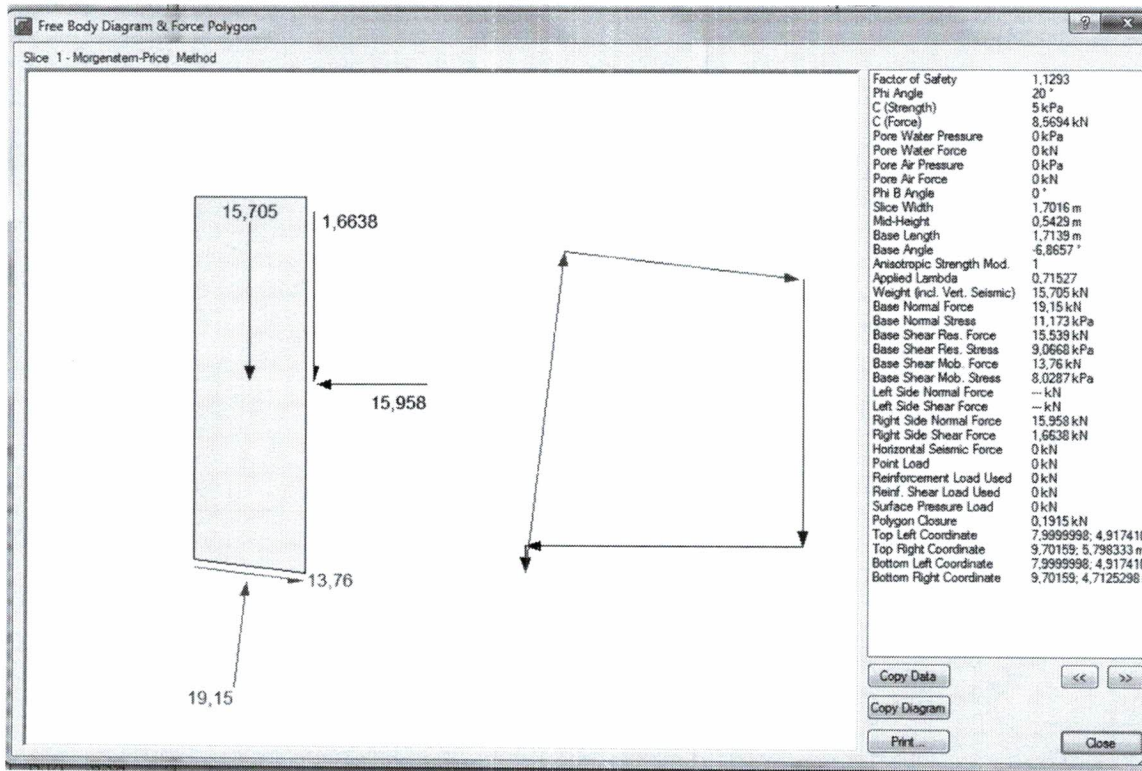 Free Body Diagram & Force Polygon
Slice 1 - Morgenstern-Price Method
15,705
1,6638
15,958
13,76
19,15
Factor of Safety 1,1293
Phi Angle 20 °
C (Strength) 5 kPa
C (Force) 8,5694 kN
Pore Water Pressure 0 kPa
Pore Water Force 0 kN
Pore Air Pressure 0 kPa
Pore Air Force 0 kN
Phi B Angle 0 °
Slice Width 1,7016 m
Mid-Height 0,5429 m
Base Length 1,7139 m
Base Angle -6,8657 °
Anisotropic Strength Mod. 1
Applied Lambda 0,71527
Weight (incl. Vert. Seismic) 15,705 kN
Base Normal Force 19,15 kN
Base Normal Stress 11,173 kPa
Base Shear Res. Force 15,539 kN
Base Shear Res. Stress 9,0668 kPa
Base Shear Mob. Force 13,76 kN
Base Shear Mob. Stress 8,0287 kPa
Left Side Normal Force --- kN
Left Side Shear Force --- kN
Right Side Normal Force 15,958 kN
Right Side Shear Force 1,6638 kN
Horizontal Seismic Force 0 kN
Point Load 0 kN
Reinforcement Load Used 0 kN
Reinf. Shear Load Used 0 kN
Surface Pressure Load 0 kN
Polygon Closure 0,1915 kN
Top Left Coordinate 7,9999998; 4,917418
Top Right Coordinate 9,70159; 5,798333 m
Bottom Left Coordinate 7,9999998; 4,917418
Bottom Right Coordinate 9,70159; 4,7125298
Copy Data << >>
Copy Diagram
Print... Close